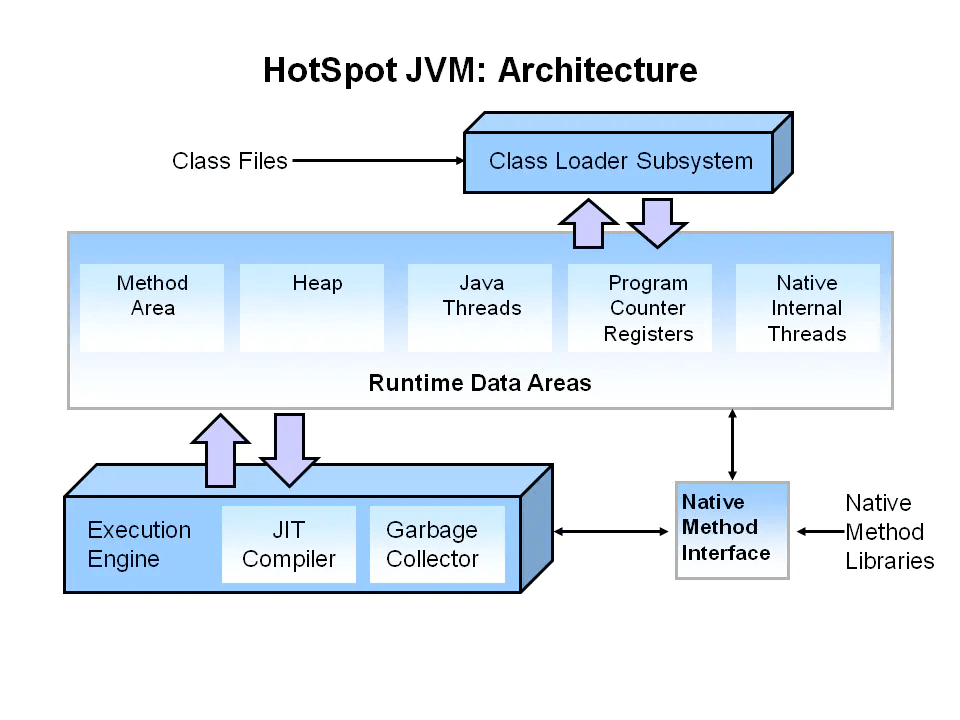 HotSpot JVM: Architecture
Class Files
Class Loader Subsystem
Method
Area
Heap
Java
Threads
Program
Counter
Registers
Native
Internal
Threads
Runtime Data Areas
Execution
Engine
JIT
Compiler
Garbage
Collector
Native
Method
Interface
Native
Method
Libraries